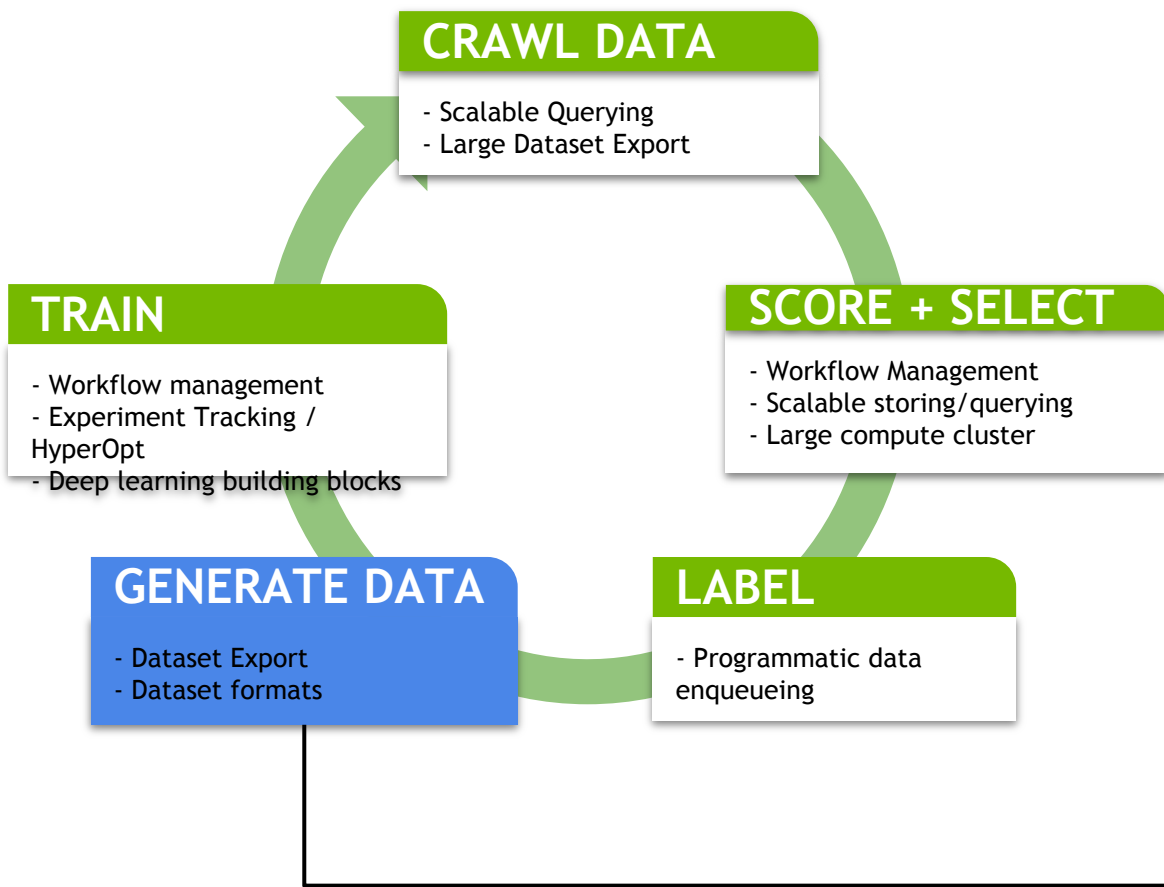 CRAWL DATA
- Scalable Querying
- Large Dataset Export
TRAIN
- Workflow management
- Experiment Tracking /
HyperOpt
- Deep learning building blocks
SCORE + SELECT
- Workflow Management
- Scalable storing/querying
- Large compute cluster
GENERATE DATA
- Dataset Export
- Dataset formats
LABEL
- Programmatic data
enqueueing